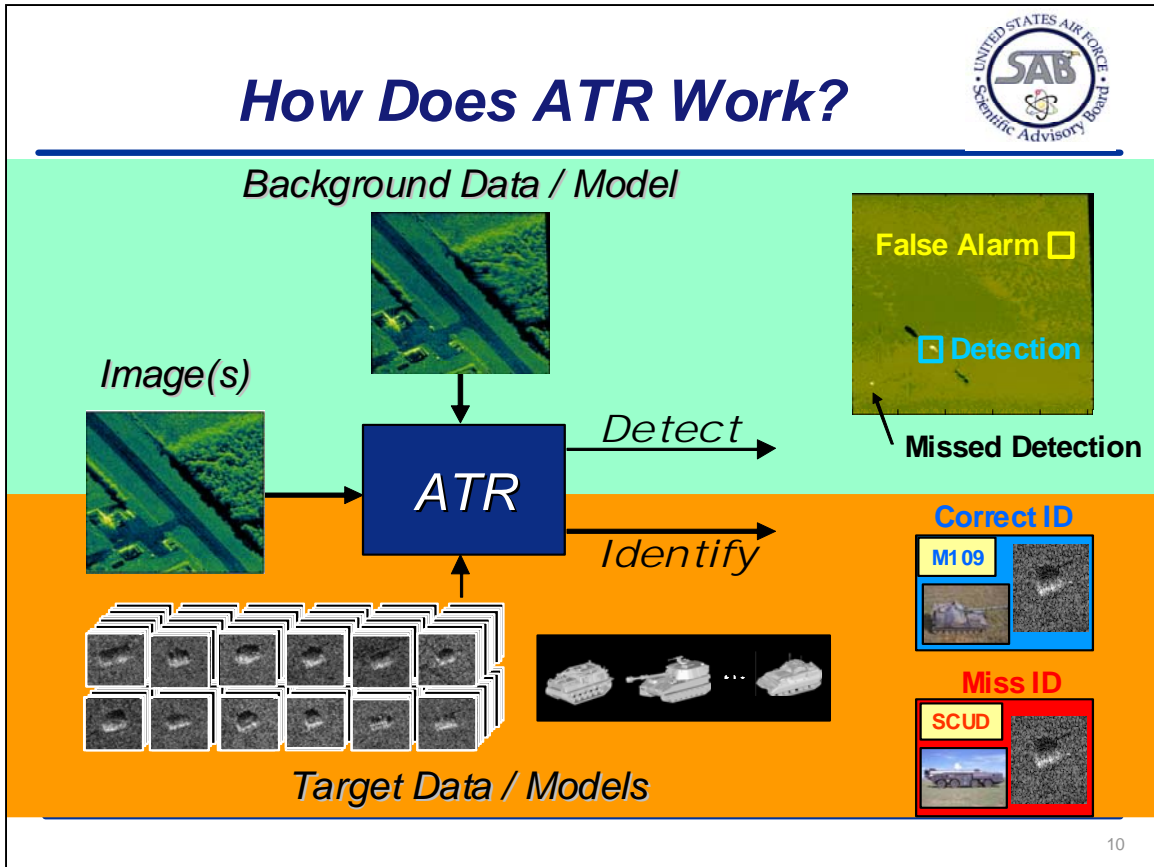 How Does ATR Work?
UNITED STATES AIR FORCE
SAB
Scientific Advisory Board
Background Data / Model
Image(s)
ATR
Detect
Identify
False Alarm
Detection
Missed Detection
Correct ID
M109
Miss ID
SCUD
...
Target Data / Models
10